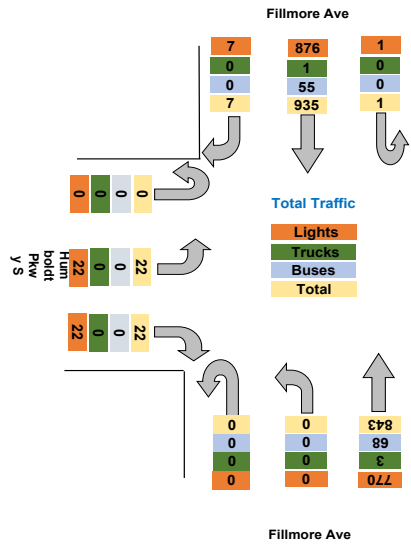 Fillmore Ave
7 876 1
0 1 0
0 55 0
7 935 1
0 0 0 0
Total Traffic
Lights
Trucks
Buses
Total
Hum
boldt
Pkw
y S
22 0 0 22
22 0 0 22
0 0 843
0 0 68
0 0 3
0 0 772
Fillmore Ave